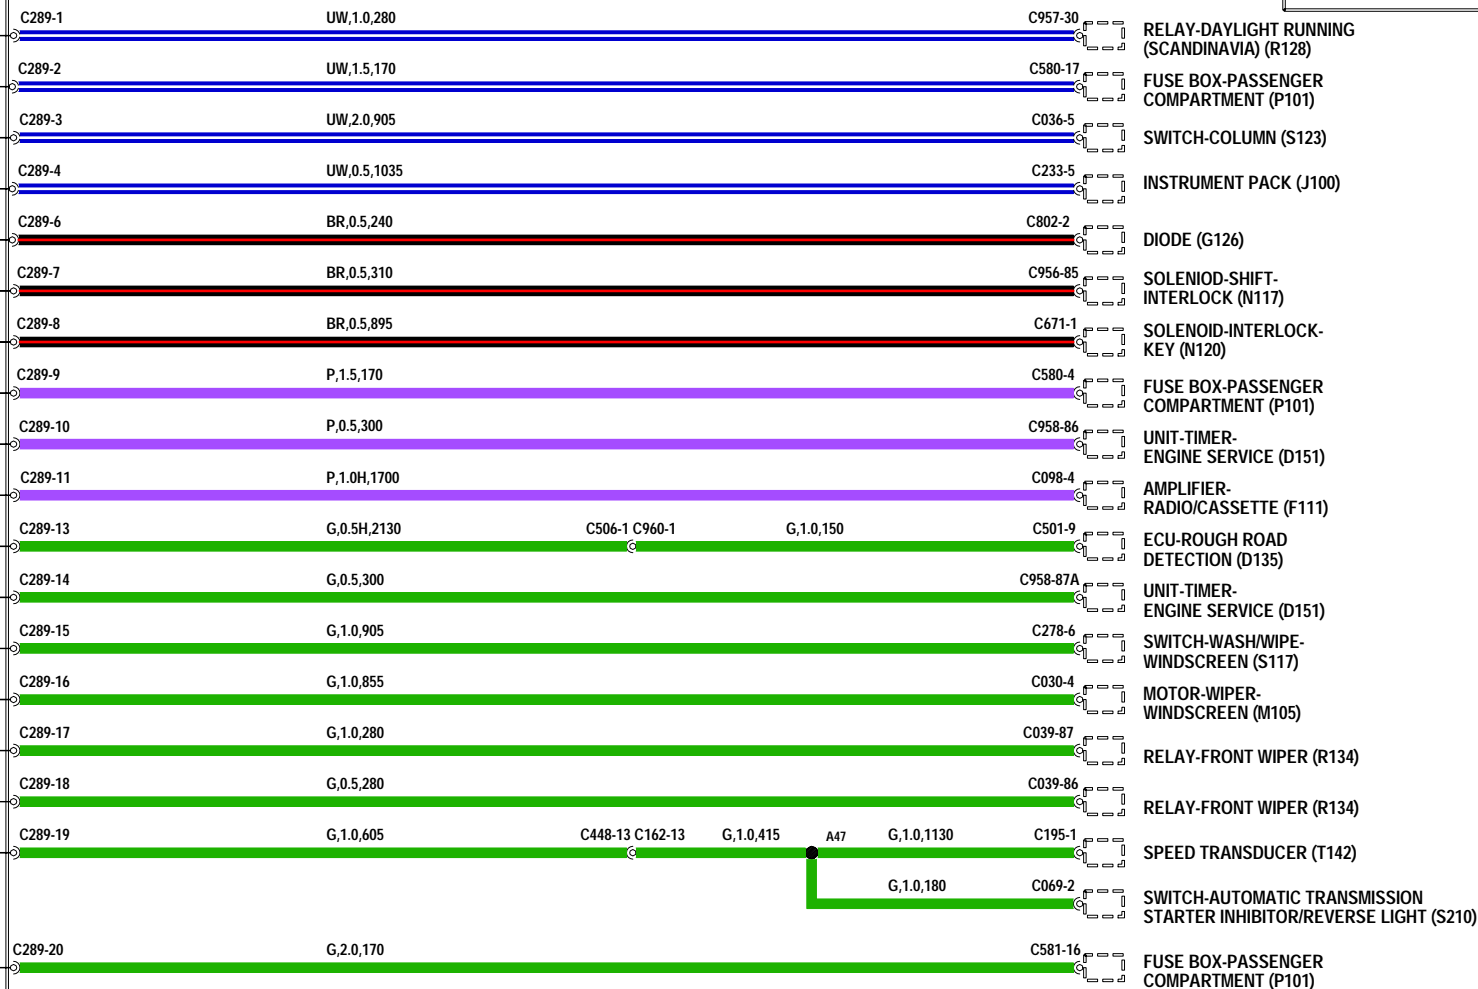 C289-1 UW,1.0,280 C957-30
RELAY-DAYLIGHT RUNNING
(SCANDINAVIA) (R128)
C289-2 UW,1.5,170 C580-17
FUSE BOX-PASSENGER
COMPARTMENT (P101)
C289-3 UW,2.0,905 C036-5
SWITCH-COLUMN (S123)
C289-4 UW,0.5,1035 C233-5
INSTRUMENT PACK (J100)
C289-6 BR,0.5,240 C802-2
DIODE (G126)
C289-7 BR,0.5,310 C956-85
SOLENIOD-SHIFT-
INTERLOCK (N117)
C289-8 BR,0.5,895 C671-1
SOLENOID-INTERLOCK-
KEY (N120)
C289-9 P,1.5,170 C580-4
FUSE BOX-PASSENGER
COMPARTMENT (P101)
C289-10 P,0.5,300 C958-86
UNIT-TIMER-
ENGINE SERVICE (D151)
C289-11 P,1.0H,1700 C098-4
AMPLIFIER-
RADIO/CASSETTE (F111)
C289-13 G,0.5H,2130 C506-1 C960-1 G,1.0,150 C501-9
ECU-ROUGH ROAD
DETECTION (D135)
C289-14 G,0.5,300 C958-87A
UNIT-TIMER-
ENGINE SERVICE (D151)
C289-15 G,1.0,905 C278-6
SWITCH-WASH/WIPE-
WINDSCREEN (S117)
C289-16 G,1.0,855 C030-4
MOTOR-WIPER-
WINDSCREEN (M105)
C289-17 G,1.0,280 C039-87
RELAY-FRONT WIPER (R134)
C289-18 G,0.5,280 C039-86
RELAY-FRONT WIPER (R134)
C289-19 G,1.0,605 C448-13 C162-13 G,1.0,415 A47 G,1.0,1130 C195-1
SPEED TRANSDUCER (T142)
G,1.0,180 C069-2
SWITCH-AUTOMATIC TRANSMISSION
STARTER INHIBITOR/REVERSE LIGHT (S210)
C289-20 G,2.0,170 C581-16
FUSE BOX-PASSENGER
COMPARTMENT (P101)